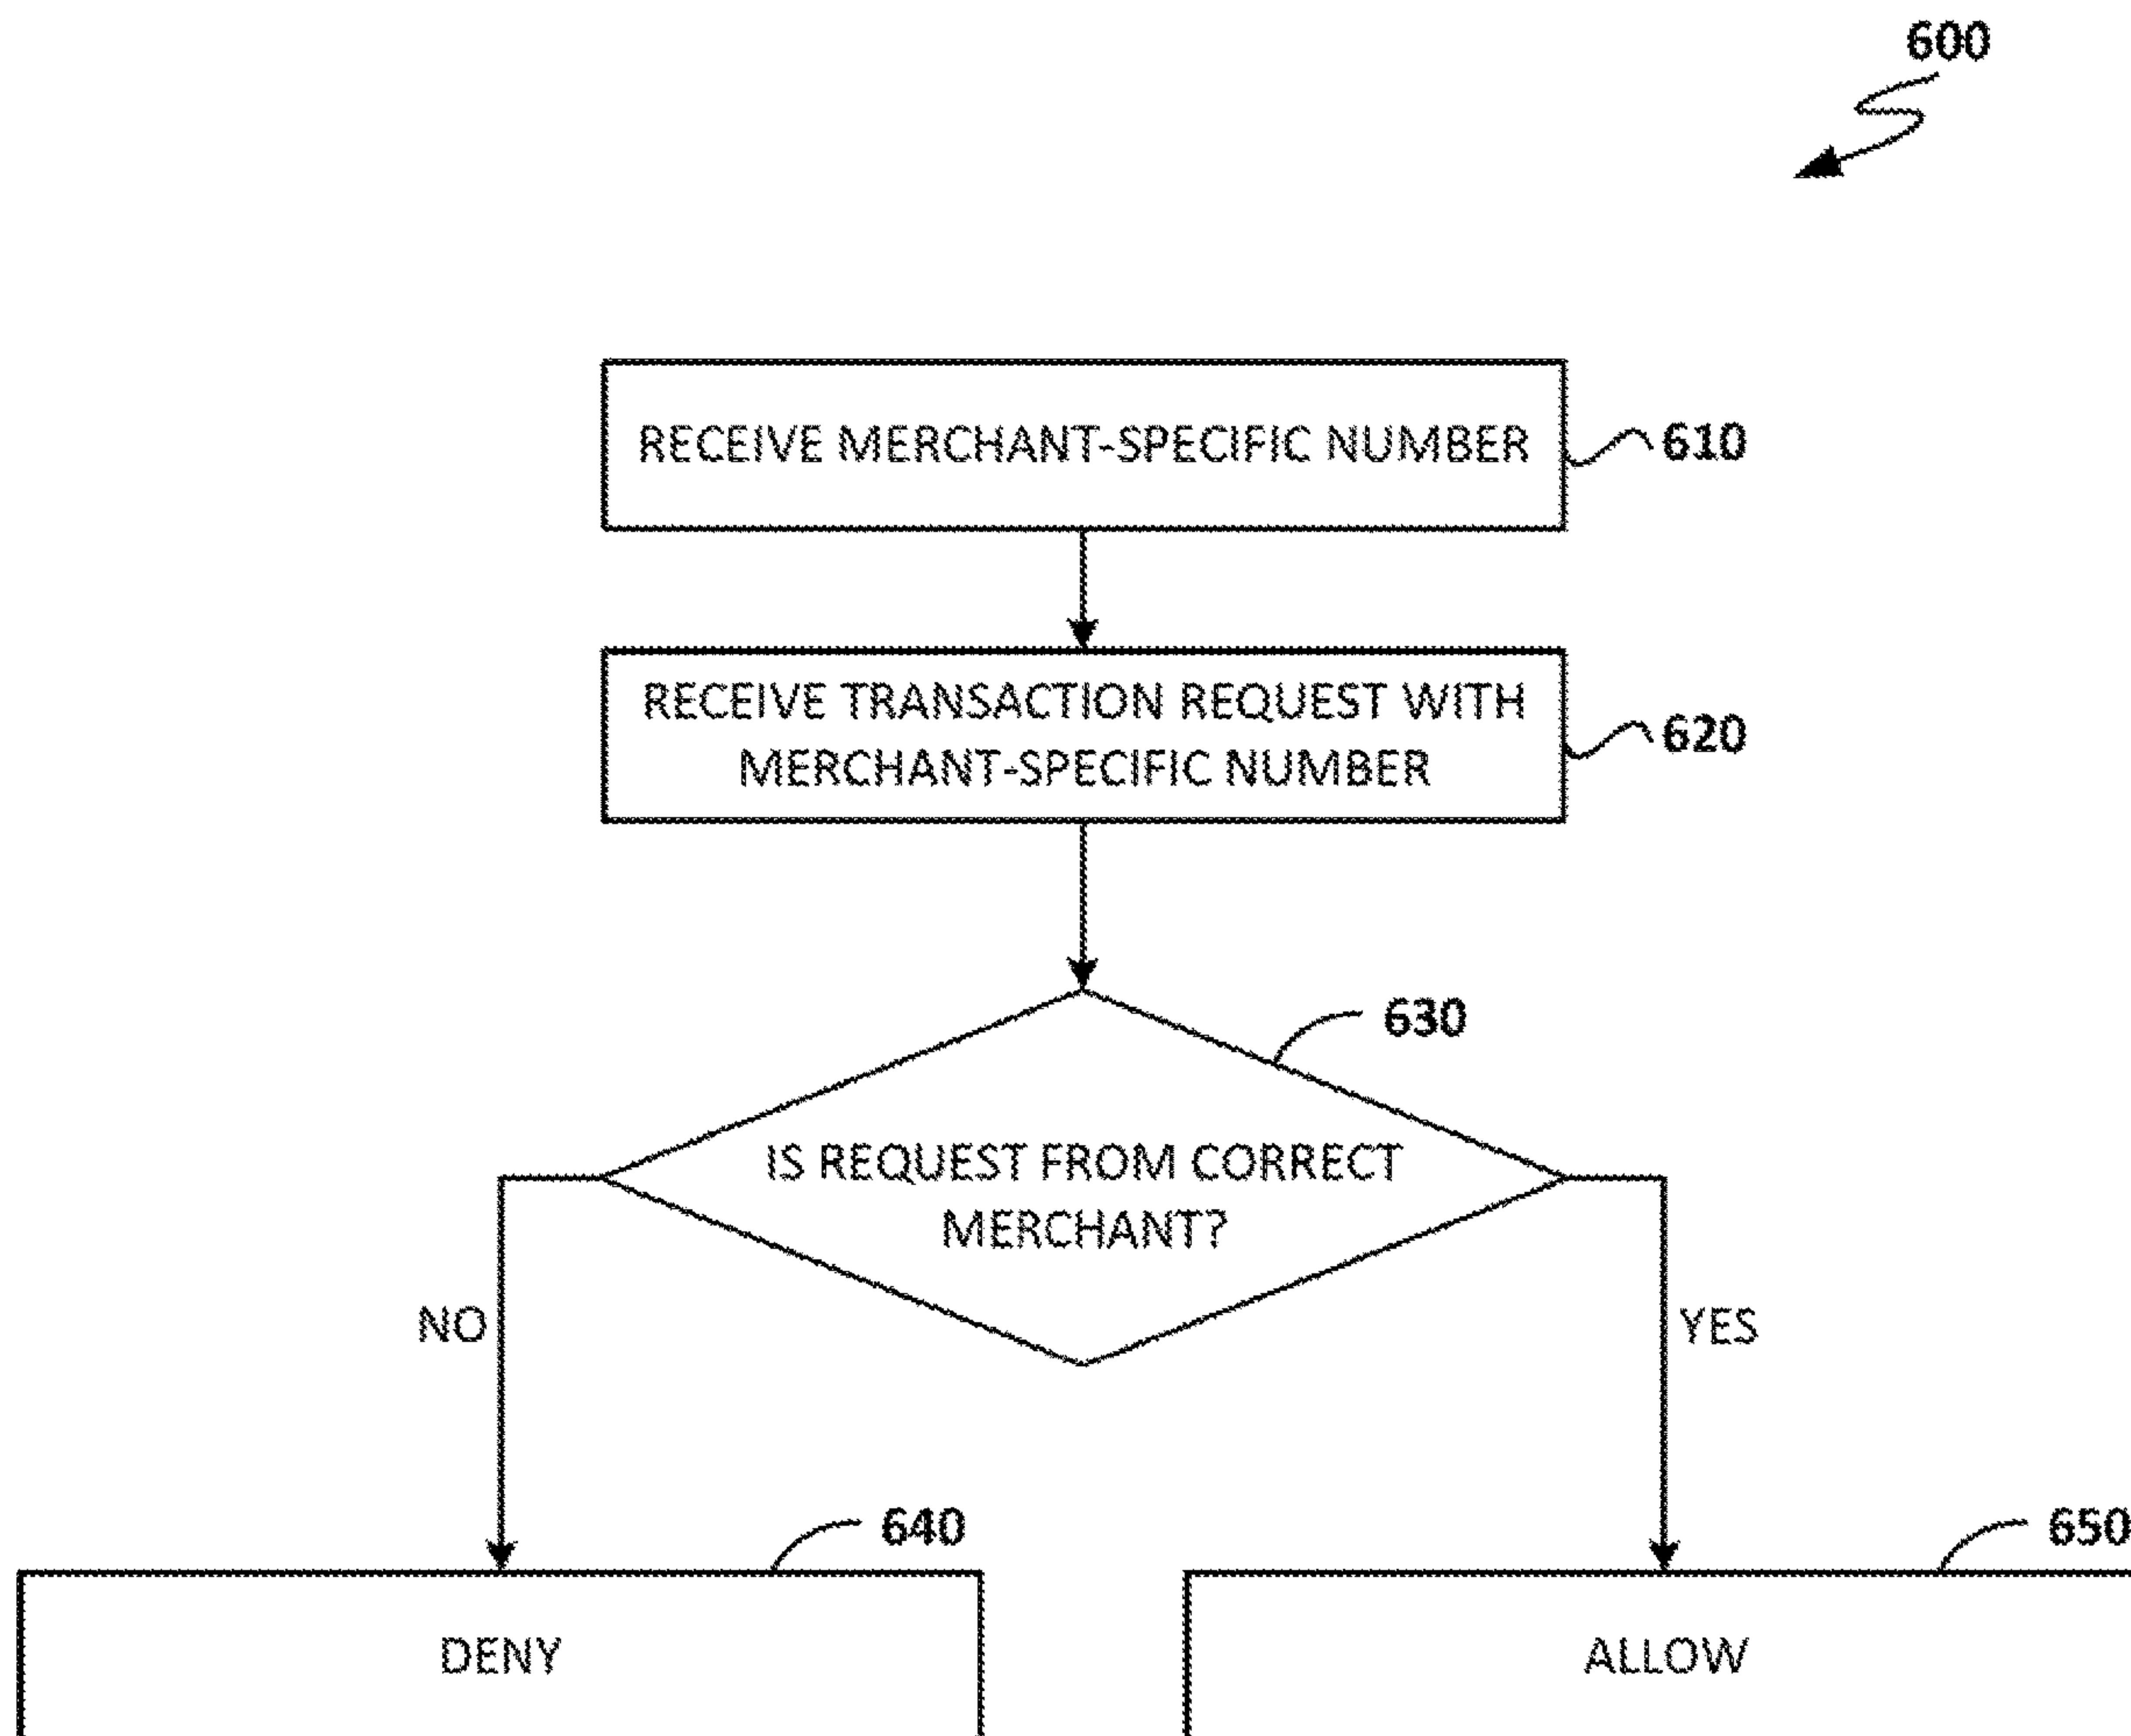 600
RECEIVE MERCHANT-SPECIFIC NUMBER
610
RECEIVE TRANSACTION REQUEST WITH
MERCHANT-SPECIFIC NUMBER
620
630
IS REQUEST FROM CORRECT
MERCHANT?
NO
YES
640
650
DENY
ALLOW